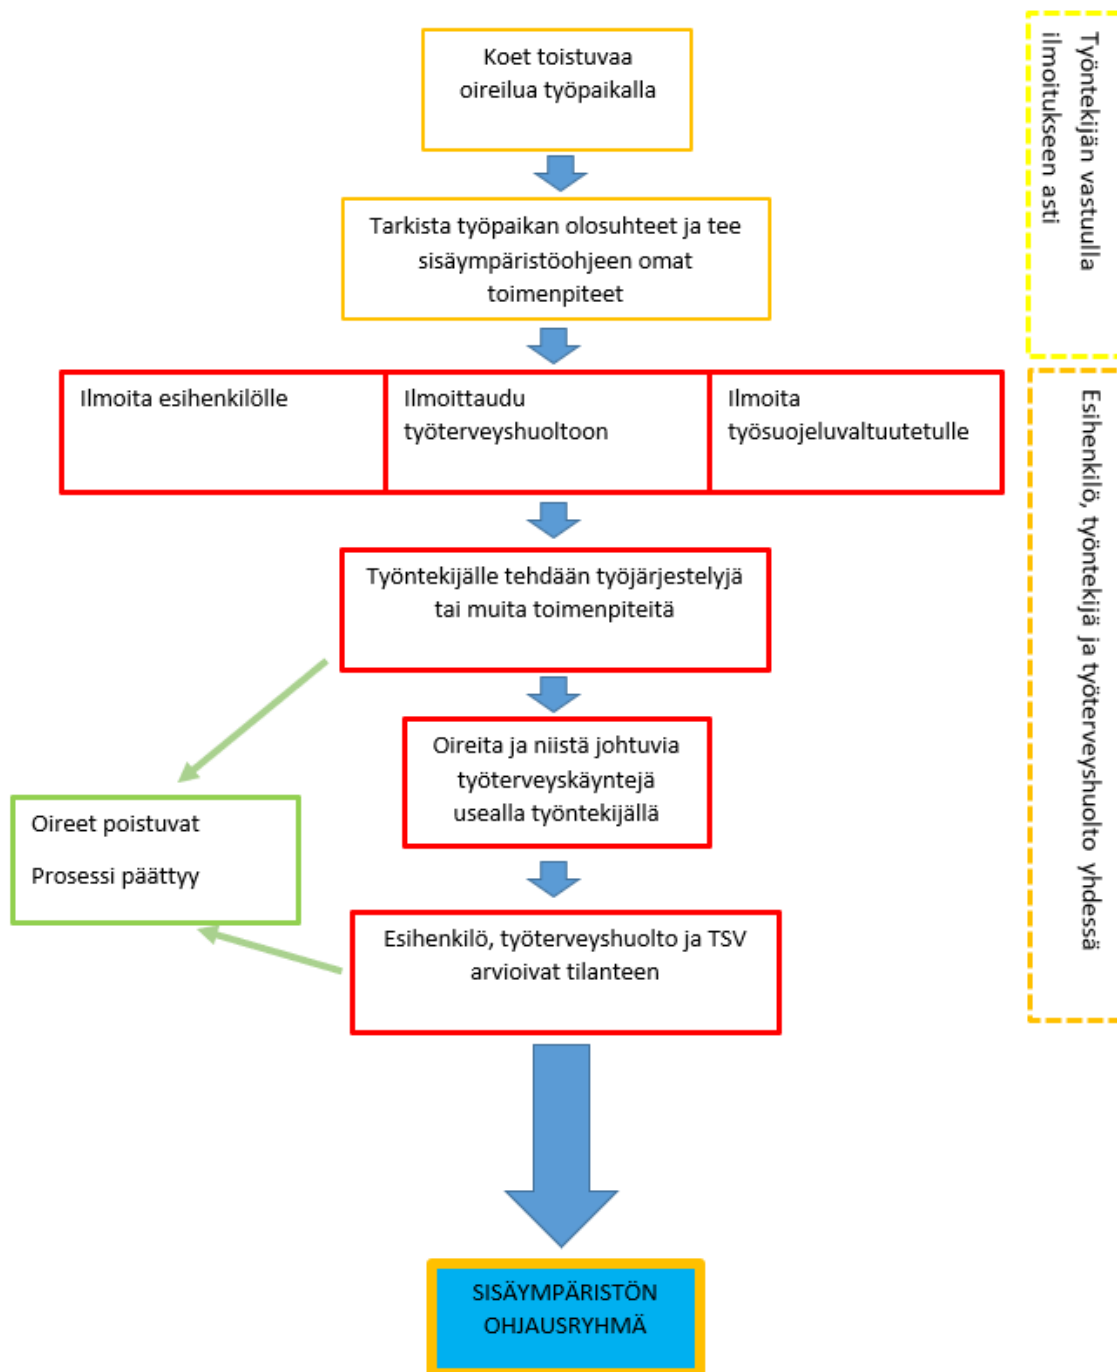 Koet toistuvaa
oireilua työpaikalla
Työntekijän vastuulla
ilmoitukseen asti
Tarkista työpaikan olosuhteet ja tee
sisäympäristöohjeen omat
toimenpiteet
Ilmoita esihenkilölle
Ilmoittaudu
työterveyshuoltoon
Ilmoita
työsuojeluvaltuutetulle
Esihenkilö, työntekijä ja työterveyshuolto yhdessä
Työntekijälle tehdään työjärjestelyjä
tai muita toimenpiteitä
Oireita ja niistä johtuvia
työterveyskäyntejä
usealla työntekijällä
Oireet poistuvat
Prosessi päättyy
Esihenkilö, työterveyshuolto ja TSV
arvioivat tilanteen
SISÄYMPÄRISTÖN
OHJAUSRYHMÄ